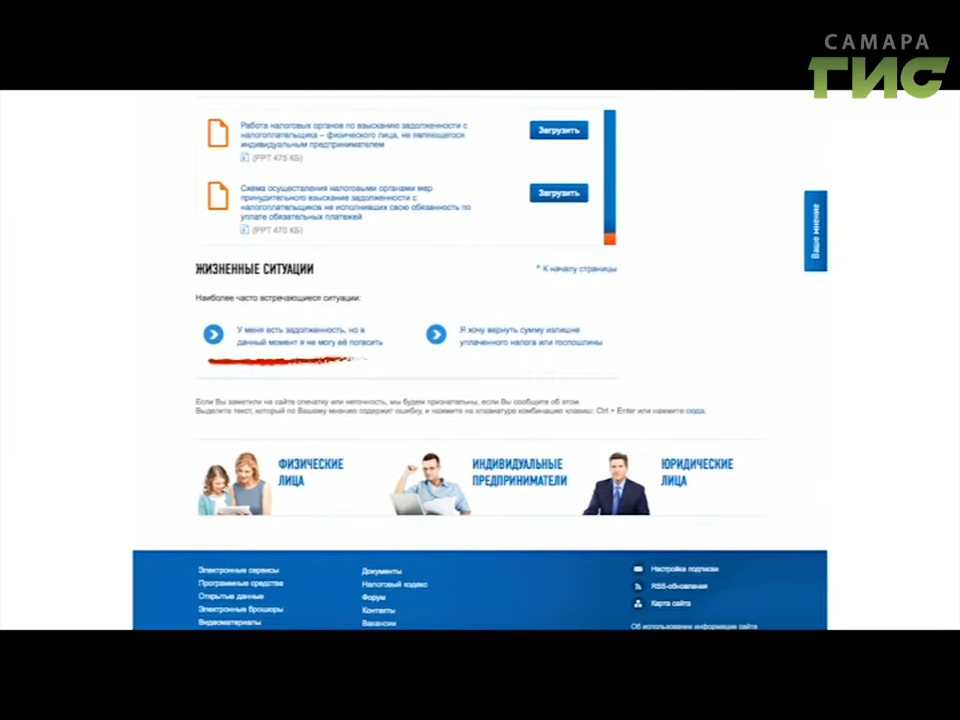 САМАРА
ГИС
Работа налоговых органов по взысканию задолженности с
налогоплательщика – физического лица, не являющегося
индивидуальным предпринимателем
(PPT 475 КБ)
Загрузить
Схема осуществления налоговыми органами мер
принудительного взыскание задолженности с
налогоплательщиков не исполнивших свою обязанность по
уплате обязательных платежей
(PPT 470 КБ)
Загрузить
Ваше мнение
ЖИЗНЕННЫЕ СИТУАЦИИ
^ К началу страницы
Наиболее часто встречающиеся ситуации:
У меня есть задолженность, но в
данный момент я не могу её погасить
Я хочу вернуть сумму излишне
уплаченного налога или госпошлины
Если Вы заметили на сайте опечатку или неточность, мы будем признательны, если Вы сообщите об этом.
Выделите текст, который по Вашему мнению содержит ошибку, и нажмите на клавиатуре комбинацию клавиш: Ctrl + Enter или нажмите сюда.
ФИЗИЧЕСКИЕ
ЛИЦА
ИНДИВИДУАЛЬНЫЕ
ПРЕДПРИНИМАТЕЛИ
ЮРИДИЧЕСКИЕ
ЛИЦА
Электронные сервисы
Программные средства
Открытые данные
Электронные брошюры
Видеоматериалы
Документы
Налоговый кодекс
Форум
Контакты
Вакансии
Настройка подписки
RSS-обновления
Карта сайта
Об использовании информации сайта